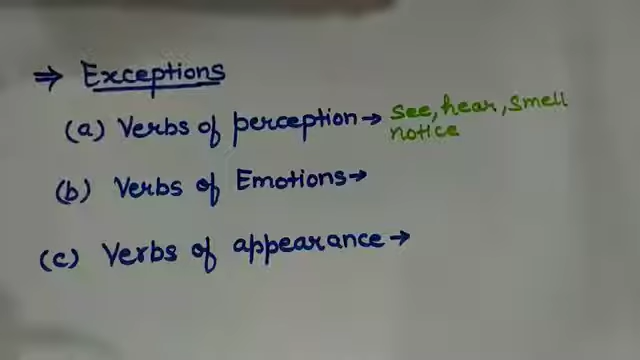 ⇒ Exceptions
(a) Verbs of perception → see, hear, smell
notice
(b) Verbs of Emotions →
(c) Verbs of appearance →